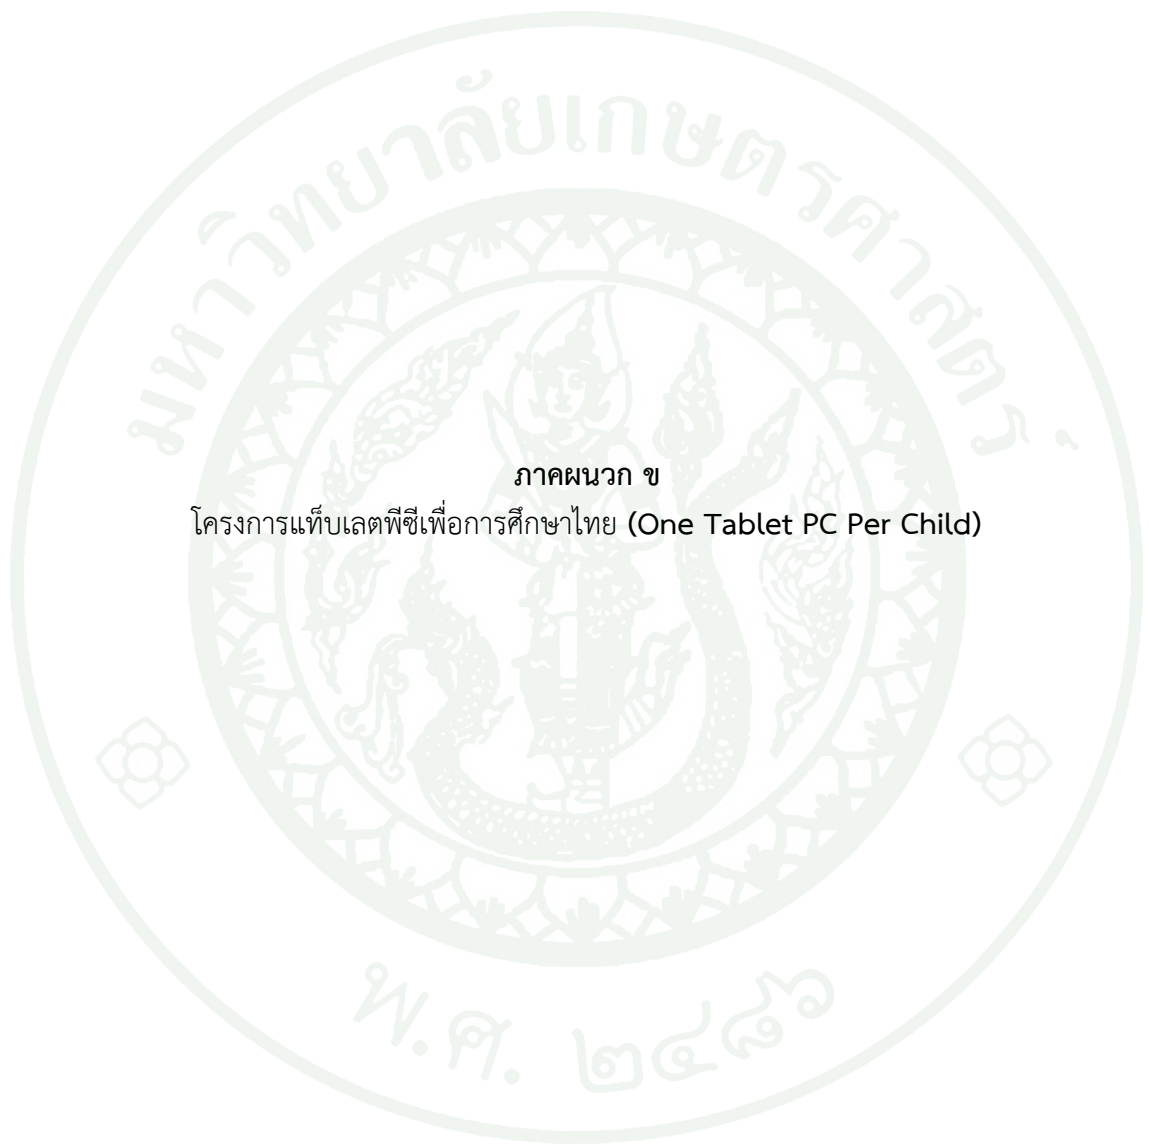 มหาวิทยาลัยเกษตรศาสตร์
ภาคผนวก ข
โครงการแท็บเลตพีซีเพื่อการศึกษาไทย (One Tablet PC Per Child)
พ.ศ. ๒๔๘๖